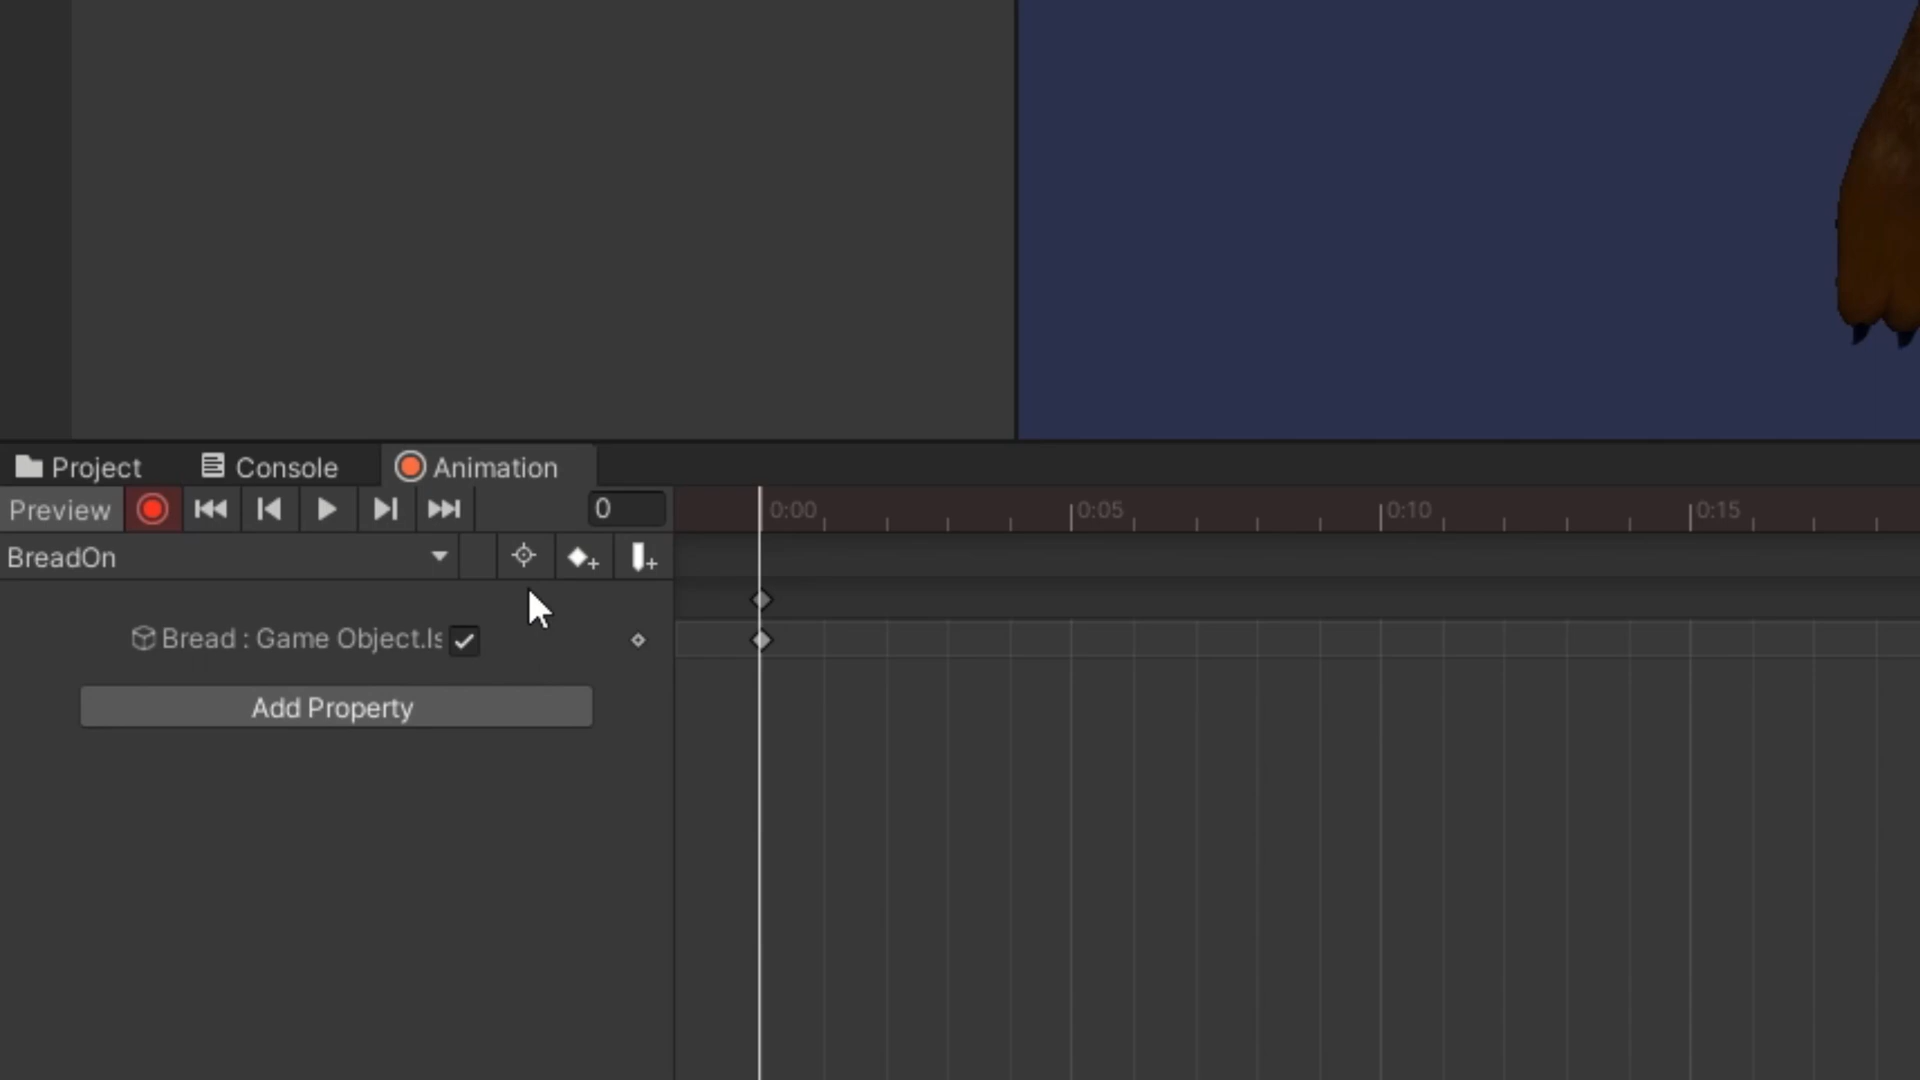 Project Console Animation
Preview 0 0:00 0:05 0:10 0:15
BreadOn
Bread : Game Object.Is
Add Property